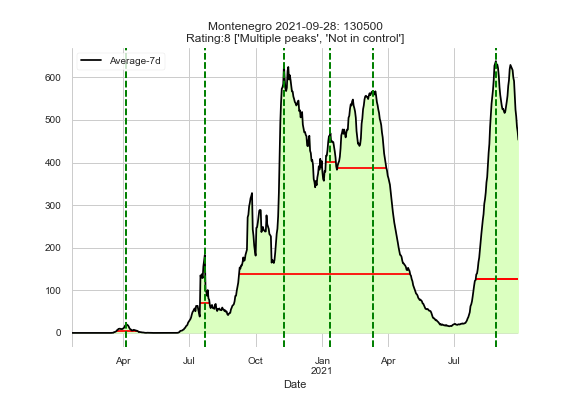 Montenegro 2021-09-28: 130500
Rating:8 ['Multiple peaks', 'Not in control']
Average-7d
600
500
400
300
200
100
0
Apr Jul Oct Jan Apr Jul
2021
Date